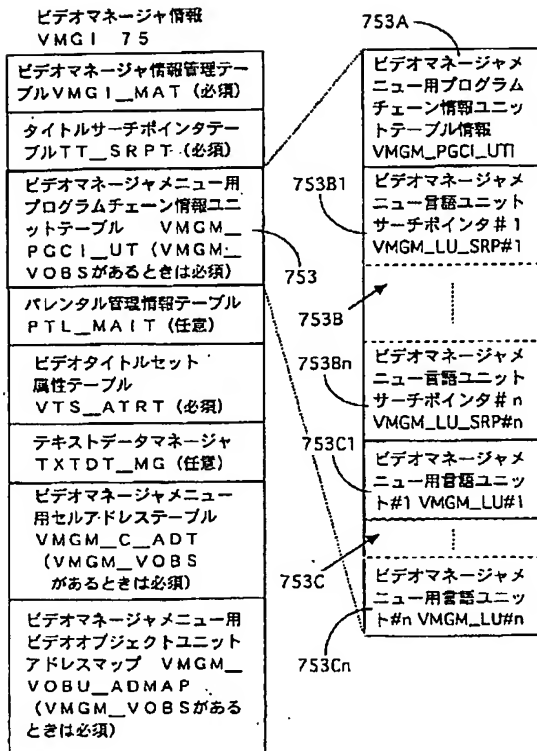 ビデオマネージャ情報
VMGI 75
ビデオマネージャ情報管理テー
ブルVMGI__MAT (必須)
タイトルサーチポインタテー
ブルTT__SRPT (必須)
ビデオマネージャメニュー用
プログラムチェーン情報ユニ
ットテーブル VMGM__
PGCI__UT (VMGM__
VOBSがあるときは必須)
パレンタル管理情報テーブル
PTL__MAIT (任意)
ビデオタイトルセット
属性テーブル
VTS__ATRT (必須)
テキストデータマネージャ
TXTDT__MG (任意)
ビデオマネージャメニュー
用セルアドレステーブル
VMGM__C__ADT
(VMGM__VOBS
があるときは必須)
ビデオマネージャメニュー用
ビデオオブジェクトユニット
アドレスマップ VMGM__
VOBU__ADMAP
(VMGM__VOBSがある
ときは必須)
753
753A
ビデオマネージャメ
ニュー用プログラム
チェーン情報ユニッ
トテーブル情報
VMGM_PGCI_UTI
753B1
ビデオマネージャメ
ニュー言語ユニット
サーチポインタ#1
VMGM_LU_SRP#1
753B
753Bn
ビデオマネージャメ
ニュー言語ユニット
サーチポインタ#n
VMGM_LU_SRP#n
753C1
ビデオマネージャメ
ニュー用言語ユニッ
ト#1 VMGM_LU#1
753C
ビデオマネージャメ
ニュー用言語ユニッ
ト#n VMGM_LU#n
753Cn